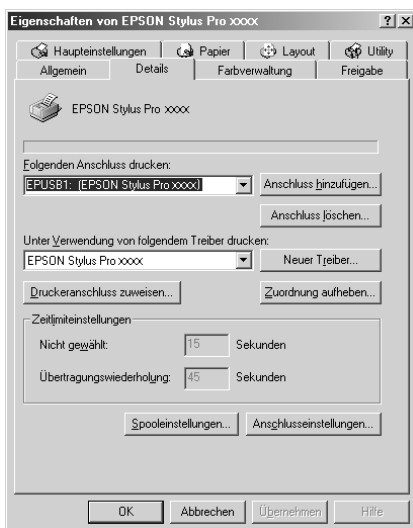 Eigenschaften von EPSON Stylus Pro xxxx
Haupteinstellungen Papier Layout Utility
Allgemein Details Farbverwaltung Freigabe
EPSON Stylus Pro xxxx
Folgenden Anschluss drucken:
EPUSB1: (EPSON Stylus Pro xxxx) Anschluss hinzufügen...
Anschluss löschen...
Unter Verwendung von folgendem Treiber drucken:
EPSON Stylus Pro xxxx Neuer Treiber...
Druckeranschluss zuweisen... Zuordnung aufheben...
Zeitlimiteinstellungen
Nicht gewählt: 15 Sekunden
Übertragungswiederholung: 45 Sekunden
Spooleinstellungen... Anschlusseinstellungen...
OK Abbrechen Übernehmen Hilfe